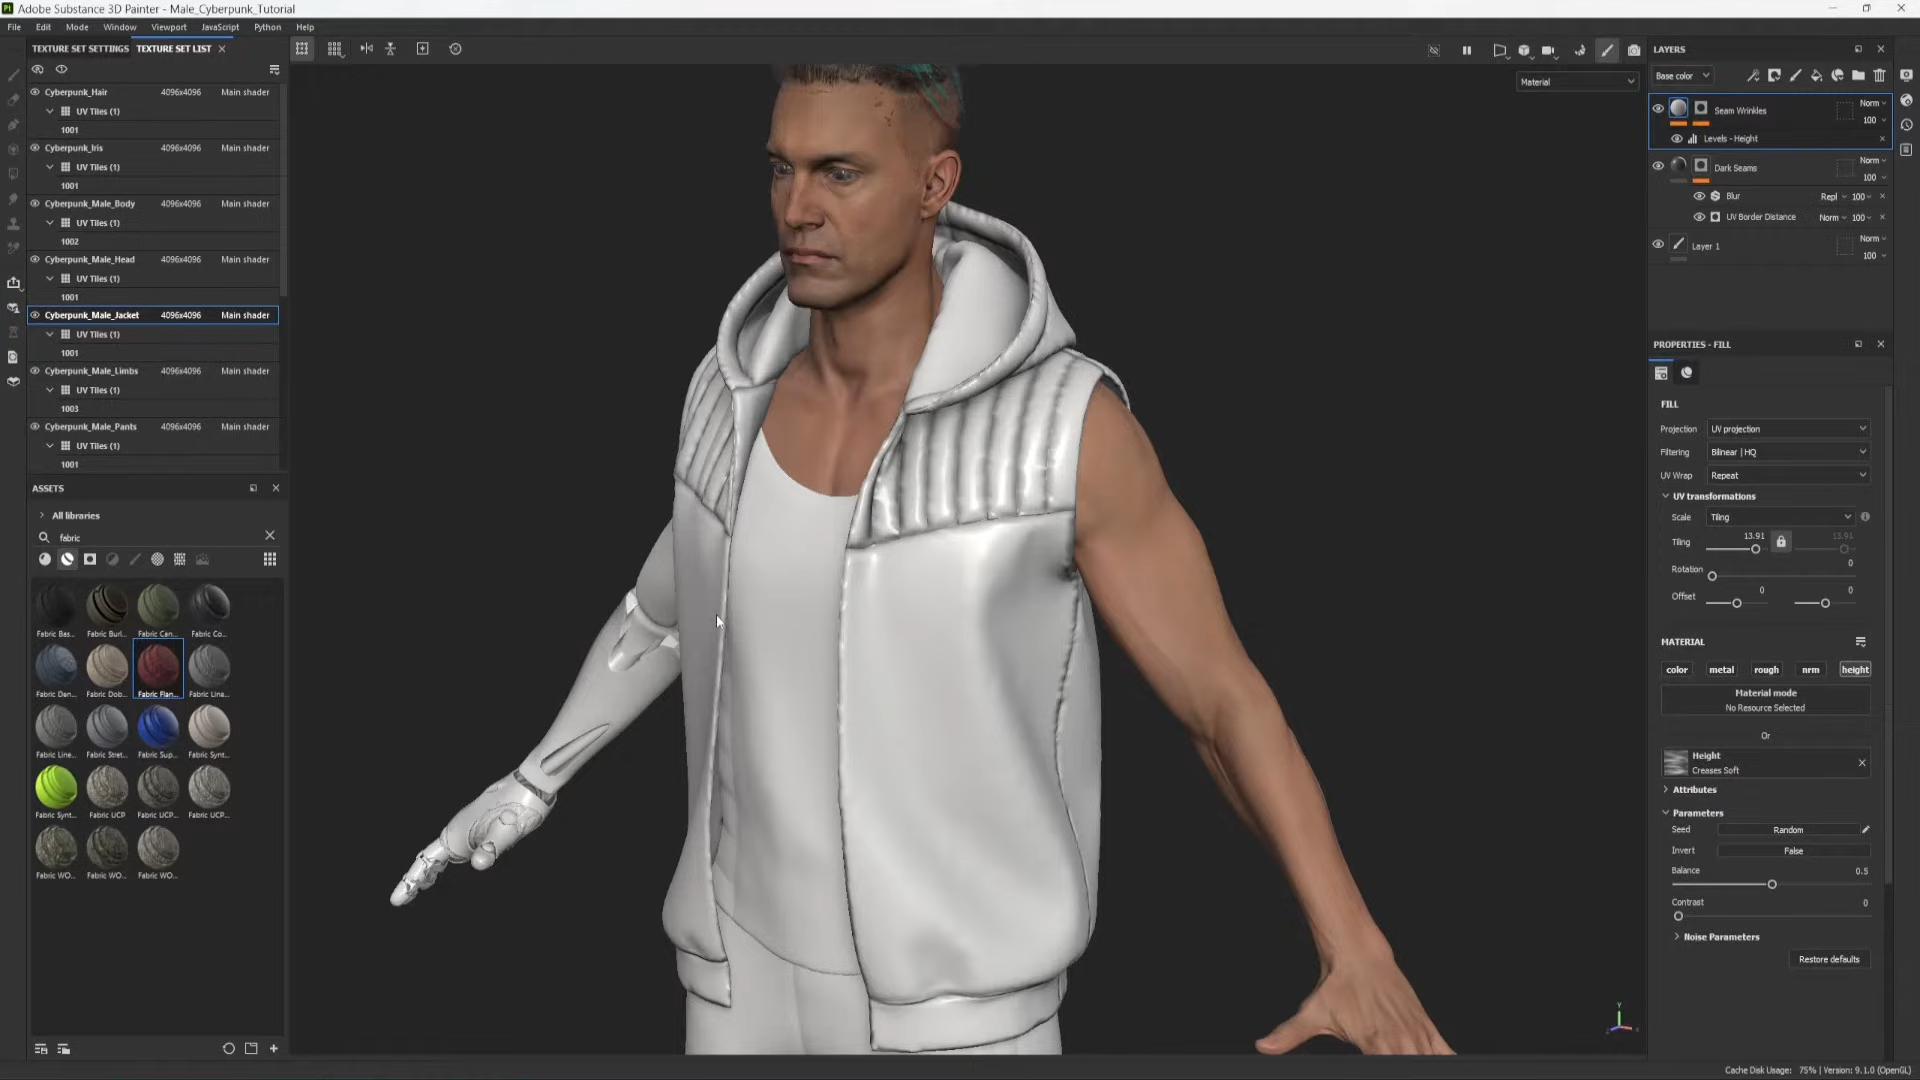 Adobe Substance 3D Painter - Male_Cyberpunk_Tutorial
File Edit Mode Window Viewport JavaScript Python Help
TEXTURE SET SETTINGS TEXTURE SET LIST
Cyberpunk_Hair 4096x4096 Main shader
UV Tiles (1)
1001
Cyberpunk_Iris 4096x4096 Main shader
UV Tiles (1)
1001
Cyberpunk_Male_Body 4096x4096 Main shader
UV Tiles (1)
1002
Cyberpunk_Male_Head 4096x4096 Main shader
UV Tiles (1)
1001
Cyberpunk_Male_Jacket 4096x4096 Main shader
UV Tiles (1)
1001
Cyberpunk_Male_Limbs 4096x4096 Main shader
UV Tiles (1)
1003
Cyberpunk_Male_Pants 4096x4096 Main shader
UV Tiles (1)
1001
ASSETS
All libraries
fabric
Fabric Bas... Fabric Burl... Fabric Can... Fabric Co...
Fabric Den... Fabric Dob... Fabric Flan... Fabric Line...
Fabric Line... Fabric Stret... Fabric Sup... Fabric Synt...
Fabric Synt... Fabric UCP Fabric UCP... Fabric UCP...
Fabric WO... Fabric WO... Fabric WO...
Material
LAYERS
Base color
Seam Wrinkles Norm
100
Levels - Height
Dark Seams Norm
100
Blur Repl 100
UV Border Distance Norm 100
Layer 1 Norm
100
PROPERTIES - FILL
FILL
Projection UV projection
Filtering Bilinear | HQ
UV Wrap Repeat
UV transformations
Scale Tiling
Tiling 13.91 13.91
Rotation 0
Offset 0 0
MATERIAL
color metal rough nrm height
Material mode
No Resource Selected
Or
Height
Creases Soft
Attributes
Parameters
Seed Random
Invert False
Balance 0.5
Contrast 0
Noise Parameters
Restore defaults
Y
Cache Disk Usage: 75% | Version: 9.1.0 (OpenGL)